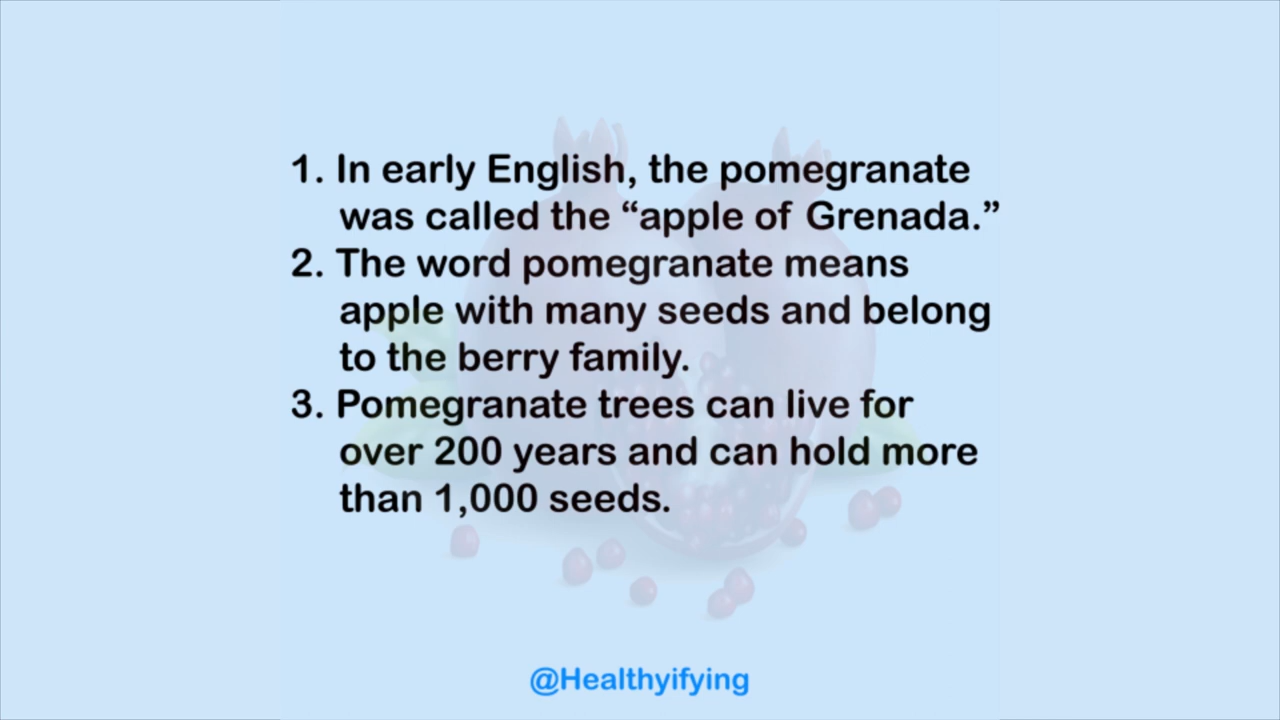 1. In early English, the pomegranate
was called the “apple of Grenada.”
2. The word pomegranate means
apple with many seeds and belong
to the berry family.
3. Pomegranate trees can live for
over 200 years and can hold more
than 1,000 seeds.
@Healthyifying